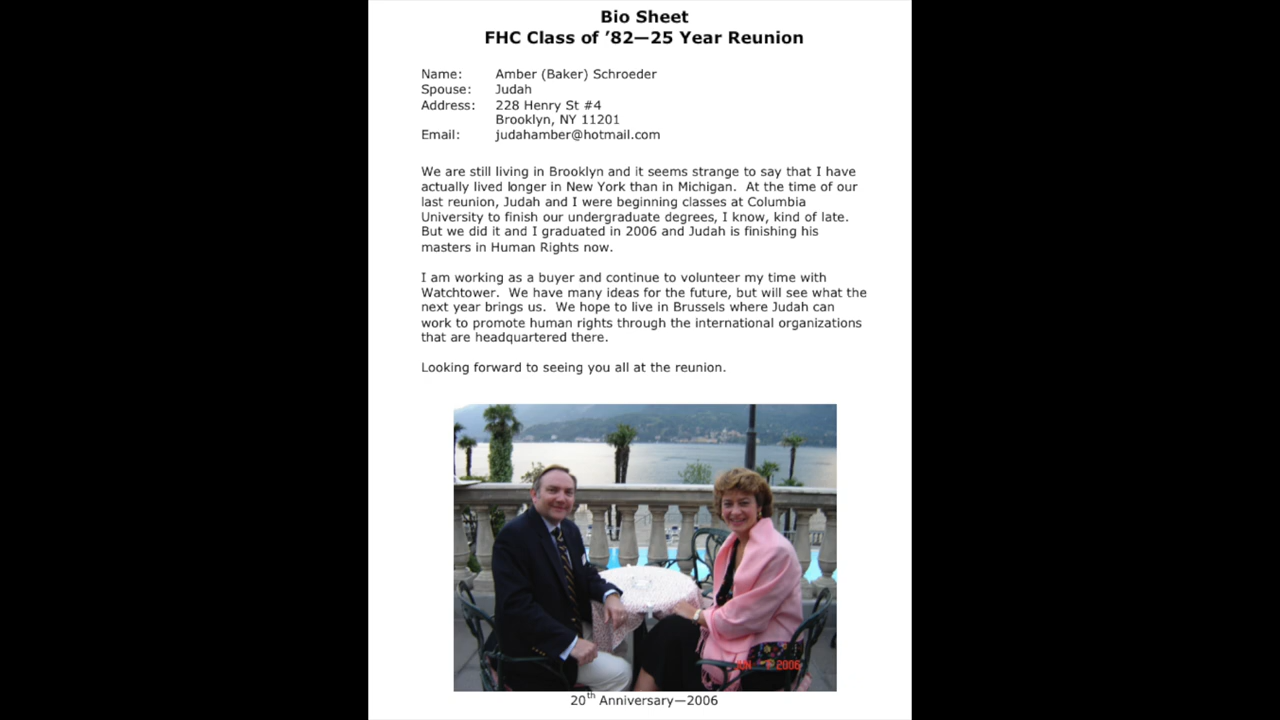 Bio Sheet
FHC Class of ’82—25 Year Reunion
Name: Amber (Baker) Schroeder
Spouse: Judah
Address: 228 Henry St #4
Brooklyn, NY 11201
Email: judahamber@hotmail.com
We are still living in Brooklyn and it seems strange to say that I have
actually lived longer in New York than in Michigan.  At the time of our
last reunion, Judah and I were beginning classes at Columbia
University to finish our undergraduate degrees, I know, kind of late.
But we did it and I graduated in 2006 and Judah is finishing his
masters in Human Rights now.
I am working as a buyer and continue to volunteer my time with
Watchtower.  We have many ideas for the future, but will see what the
next year brings us.  We hope to live in Brussels where Judah can
work to promote human rights through the international organizations
that are headquartered there.
Looking forward to seeing you all at the reunion.
2006
20th Anniversary—2006